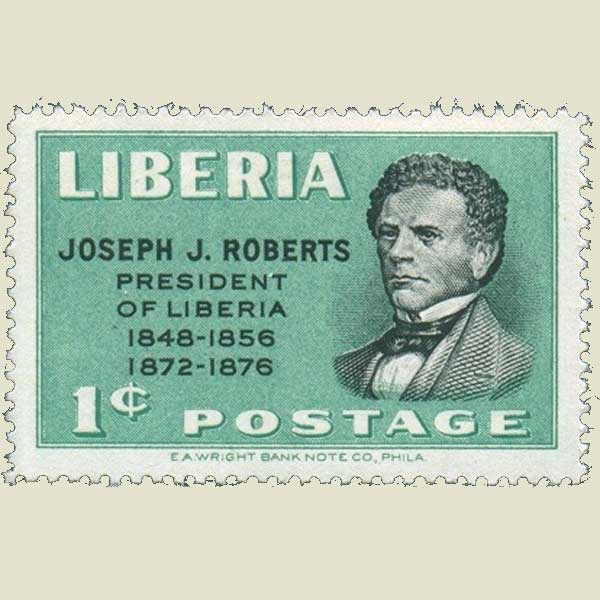 LIBERIA
JOSEPH J. ROBERTS
PRESIDENT
OF LIBERIA
1848-1856
1872-1876
1¢ POSTAGE
E.A.WRIGHT BANK NOTE CO., PHILA.